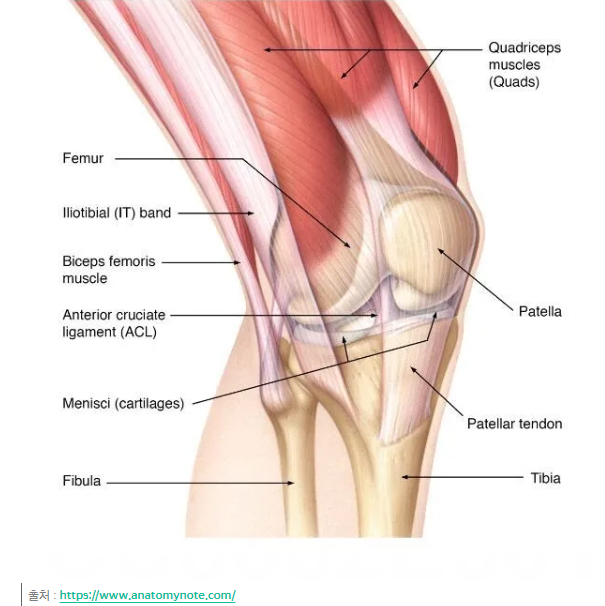 Quadriceps
muscles
(Quads)
Femur
Iliotibial (IT) band
Biceps femoris
muscle
Anterior cruciate
ligament (ACL)
Patella
Menisci (cartilages)
Patellar tendon
Fibula
Tibia
출처 : https://www.anatomynote.com/